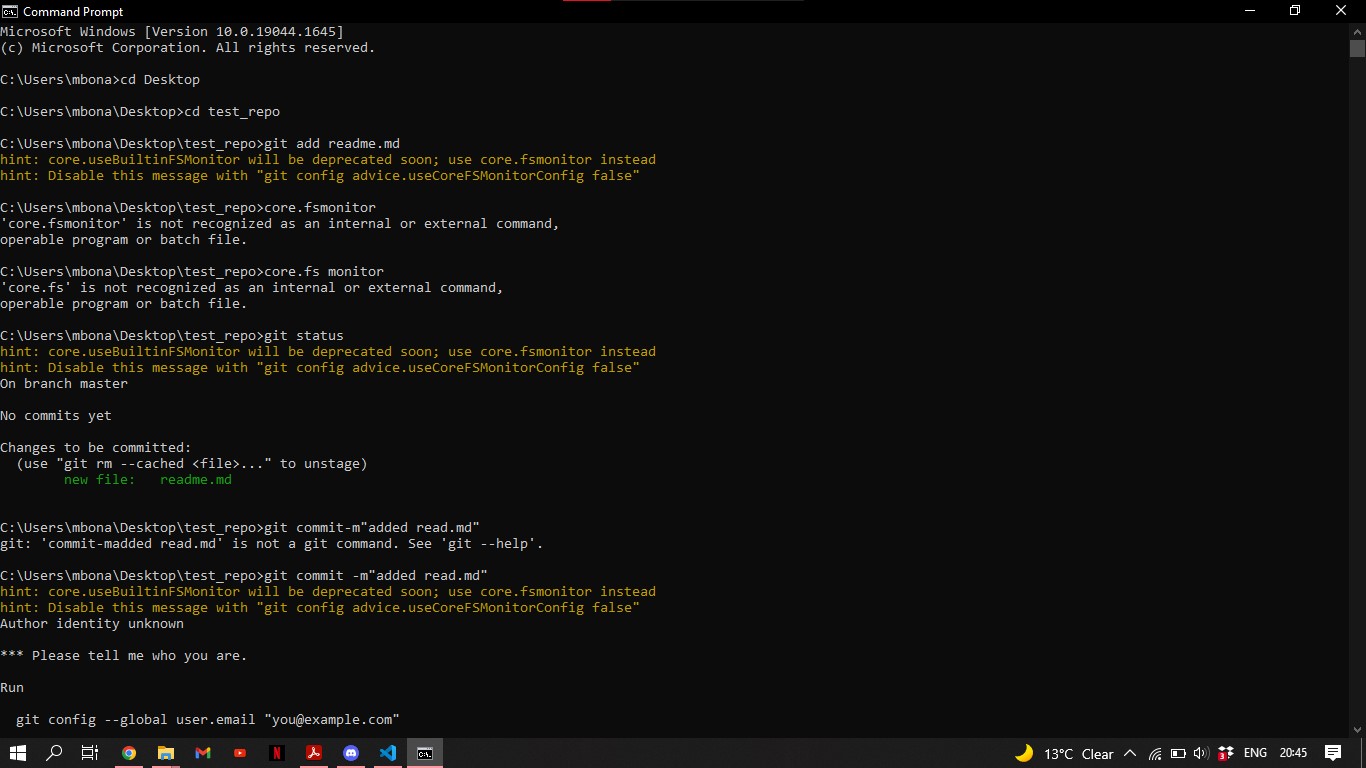 Command Prompt
Microsoft Windows [Version 10.0.19044.1645]
(c) Microsoft Corporation. All rights reserved.
C:\Users\mbona>cd Desktop
C:\Users\mbona\Desktop>cd test_repo
C:\Users\mbona\Desktop\test_repo>git add readme.md
hint: core.useBuiltinFSMonitor will be deprecated soon; use core.fsmonitor instead
hint: Disable this message with "git config advice.useCoreFSMonitorConfig false"
C:\Users\mbona\Desktop\test_repo>core.fsmonitor
'core.fsmonitor' is not recognized as an internal or external command,
operable program or batch file.
C:\Users\mbona\Desktop\test_repo>core.fs monitor
'core.fs' is not recognized as an internal or external command,
operable program or batch file.
C:\Users\mbona\Desktop\test_repo>git status
hint: core.useBuiltinFSMonitor will be deprecated soon; use core.fsmonitor instead
hint: Disable this message with "git config advice.useCoreFSMonitorConfig false"
On branch master
No commits yet
Changes to be committed:
  (use "git rm --cached <file>..." to unstage)
        new file:   readme.md
C:\Users\mbona\Desktop\test_repo>git commit-m"added read.md"
git: 'commit-madded read.md' is not a git command. See 'git --help'.
C:\Users\mbona\Desktop\test_repo>git commit -m"added read.md"
hint: core.useBuiltinFSMonitor will be deprecated soon; use core.fsmonitor instead
hint: Disable this message with "git config advice.useCoreFSMonitorConfig false"
Author identity unknown
*** Please tell me who you are.
Run
  git config --global user.email "you@example.com"
13°C Clear ENG 20:45